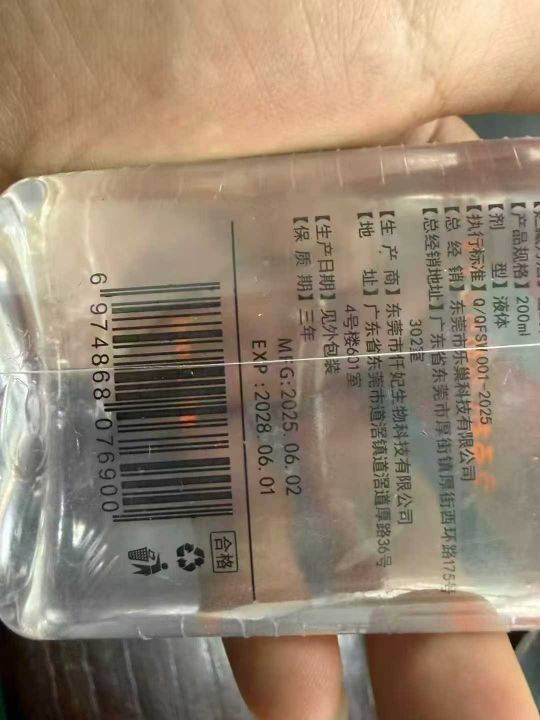 【产品规格】200ml
【剂 型】液体
【执行标准】Q/QFSW001-2025
【总 经 销】东莞市乐巢科技有限公司
【总经销地址】广东省东莞市厚街镇厚街西环路175号
302室
【生 产 商】东莞市仟妃生物科技有限公司
【地 址】广东省东莞市道滘镇道滘道厚路36号
4号楼601室
【生产日期】见外包装
【保 质 期】三年
MFG:2025.06.02
EXP:2028.06.01
合格
6 974868 076900